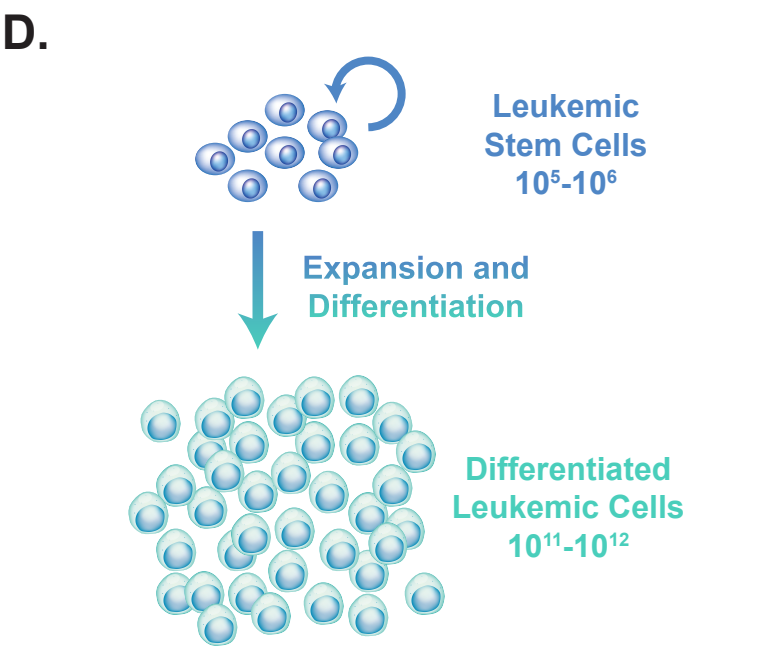 D.
Leukemic
Stem Cells
10⁵-10⁶
Expansion and
Differentiation
Differentiated
Leukemic Cells
10¹¹-10¹²